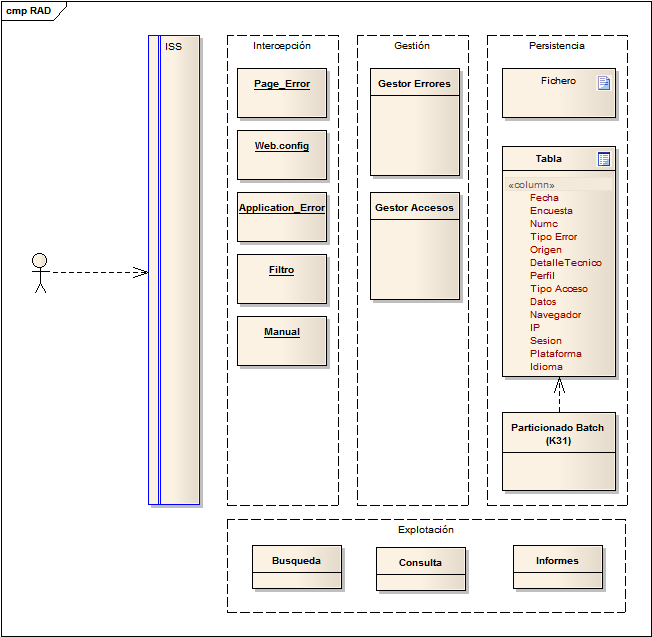 cmp RAD
ISS
Intercepción
Page_Error
Web.config
Application_Error
Filtro
Manual
Gestión
Gestor Errores
Gestor Accesos
Persistencia
Fichero
Tabla
«column»
Fecha
Encuesta
Numc
Tipo Error
Origen
DetalleTecnico
Perfil
Tipo Acceso
Datos
Navegador
IP
Sesion
Plataforma
Idioma
Particionado Batch
(K31)
Explotación
Busqueda
Consulta
Informes